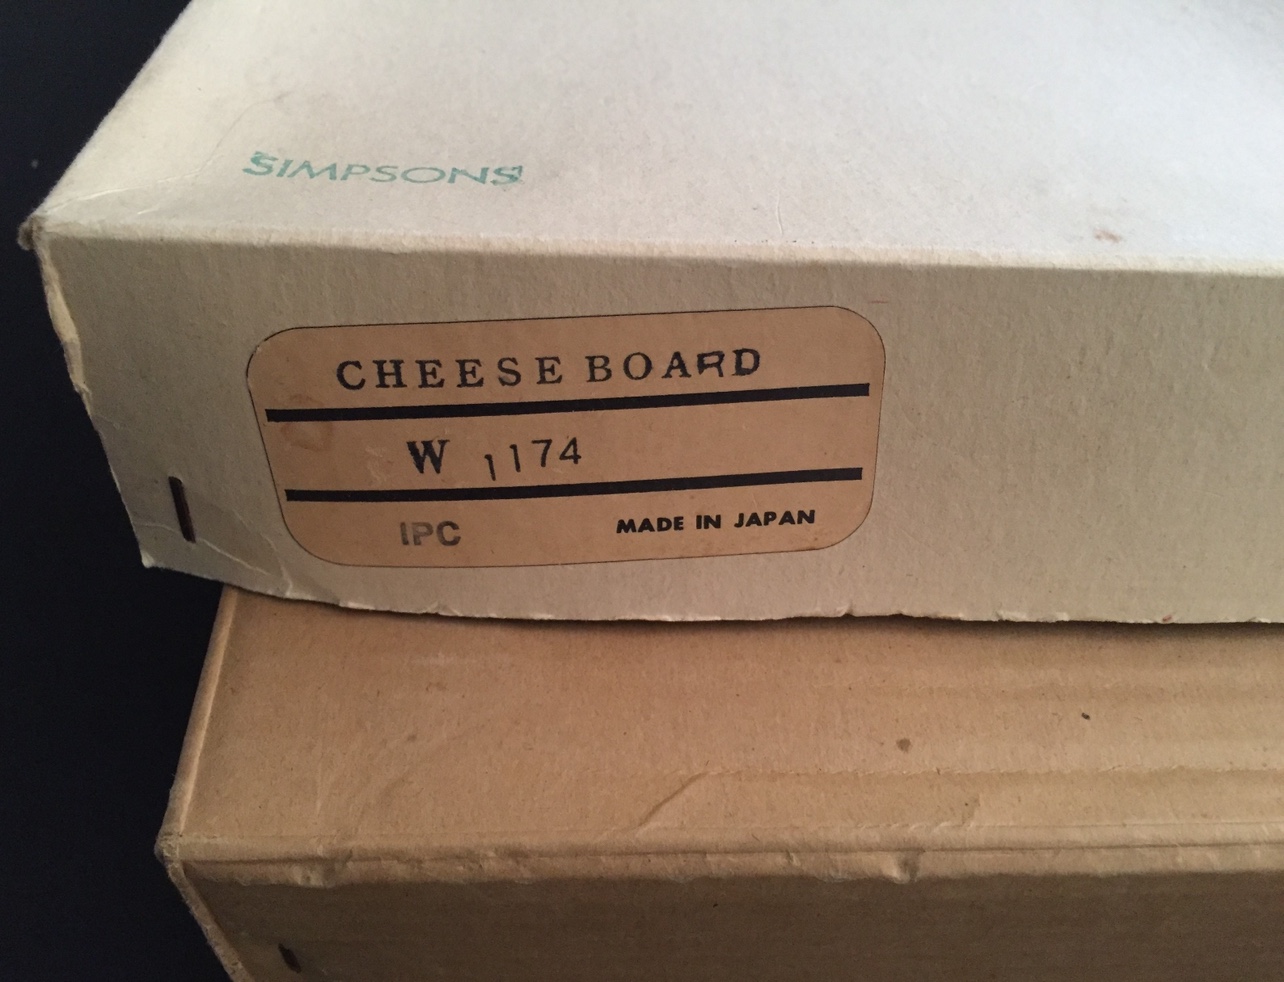 SIMPSONS
CHEESE BOARD
W 1174
IPC MADE IN JAPAN